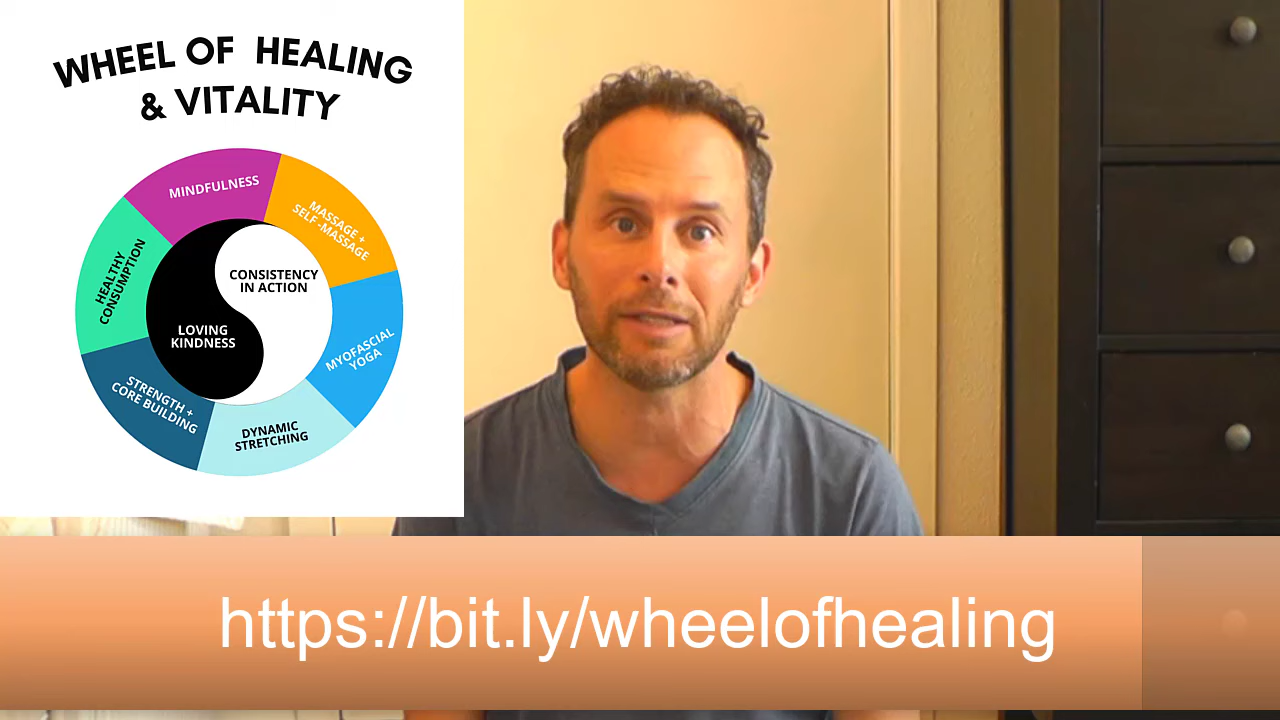 WHEEL OF HEALING
& VITALITY
MINDFULNESS
MASSAGE +
SELF-MASSAGE
HEALTHY
CONSUMPTION
CONSISTENCY
IN ACTION
LOVING
KINDNESS
MYOFASCIAL
YOGA
STRENGTH +
CORE BUILDING
DYNAMIC
STRETCHING
https://bit.ly/wheelofhealing